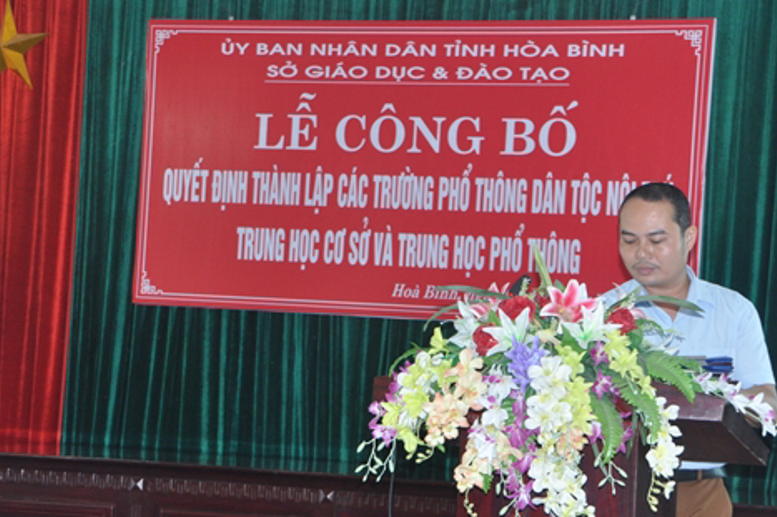 ỦY BAN NHÂN DÂN TỈNH HÒA BÌNH
SỞ GIÁO DỤC & ĐÀO TẠO
LỄ CÔNG BỐ
QUYẾT ĐỊNH THÀNH LẬP CÁC TRƯỜNG PHỔ THÔNG DÂN TỘC NỘI
TRUNG HỌC CƠ SỞ VÀ TRUNG HỌC PHỔ THÔNG
Hoà Bình,